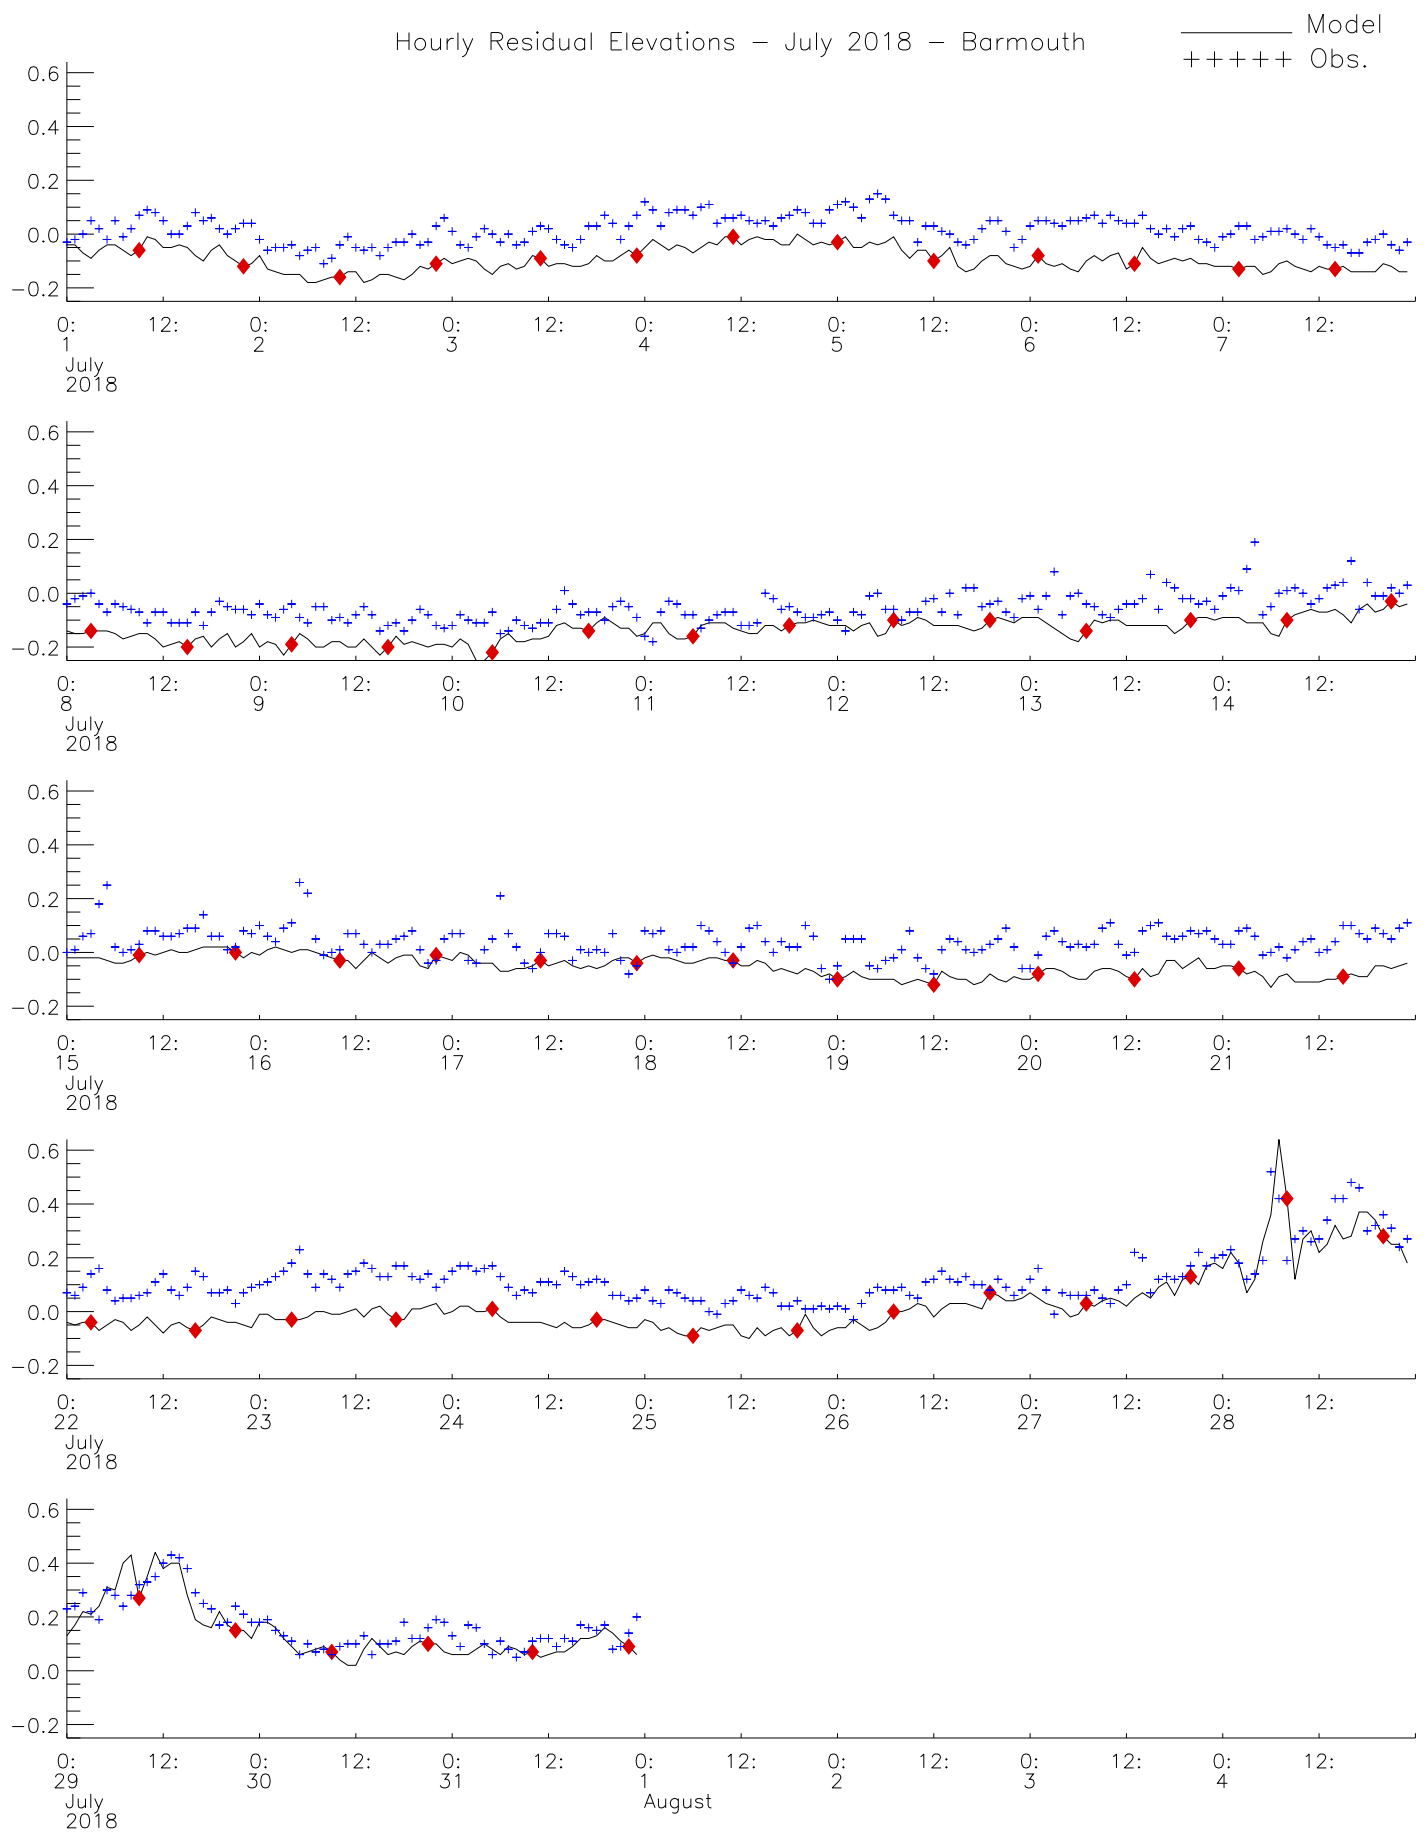 Hourly Residual Elevations – July 2018 – Barmouth
Model
+++++ Obs.
0.6
0.4
0.2
0.0
−0.2
0: 12: 0: 12: 0: 12: 0: 12: 0: 12: 0: 12: 0: 12:
1 2 3 4 5 6 7
July
2018
0.6
0.4
0.2
0.0
−0.2
0: 12: 0: 12: 0: 12: 0: 12: 0: 12: 0: 12: 0: 12:
8 9 10 11 12 13 14
July
2018
0.6
0.4
0.2
0.0
−0.2
0: 12: 0: 12: 0: 12: 0: 12: 0: 12: 0: 12: 0: 12:
15 16 17 18 19 20 21
July
2018
0.6
0.4
0.2
0.0
−0.2
0: 12: 0: 12: 0: 12: 0: 12: 0: 12: 0: 12: 0: 12:
22 23 24 25 26 27 28
July
2018
0.6
0.4
0.2
0.0
−0.2
0: 12: 0: 12: 0: 12: 0: 12: 0: 12: 0: 12: 0: 12:
29 30 31 1 2 3 4
July August
2018